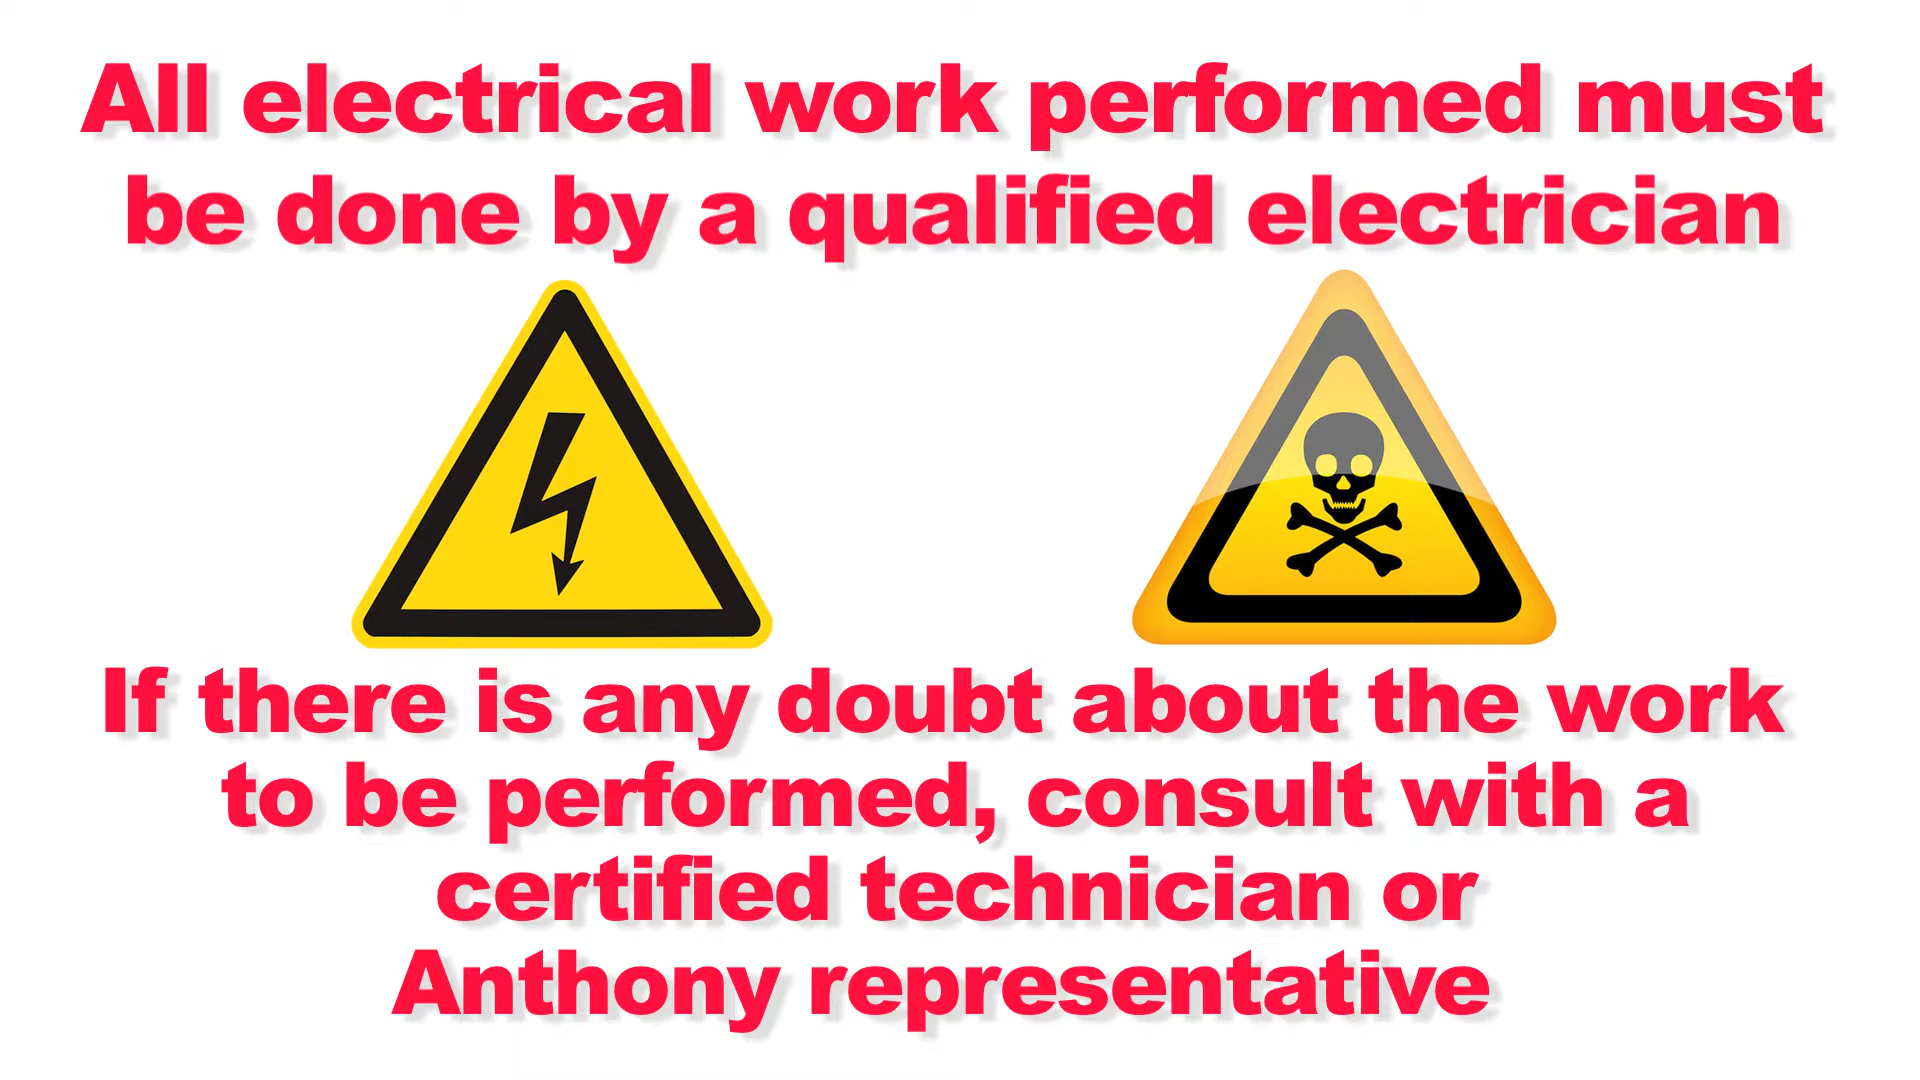 All electrical work performed must
be done by a qualified electrician
If there is any doubt about the work
to be performed, consult with a
certified technician or
Anthony representative